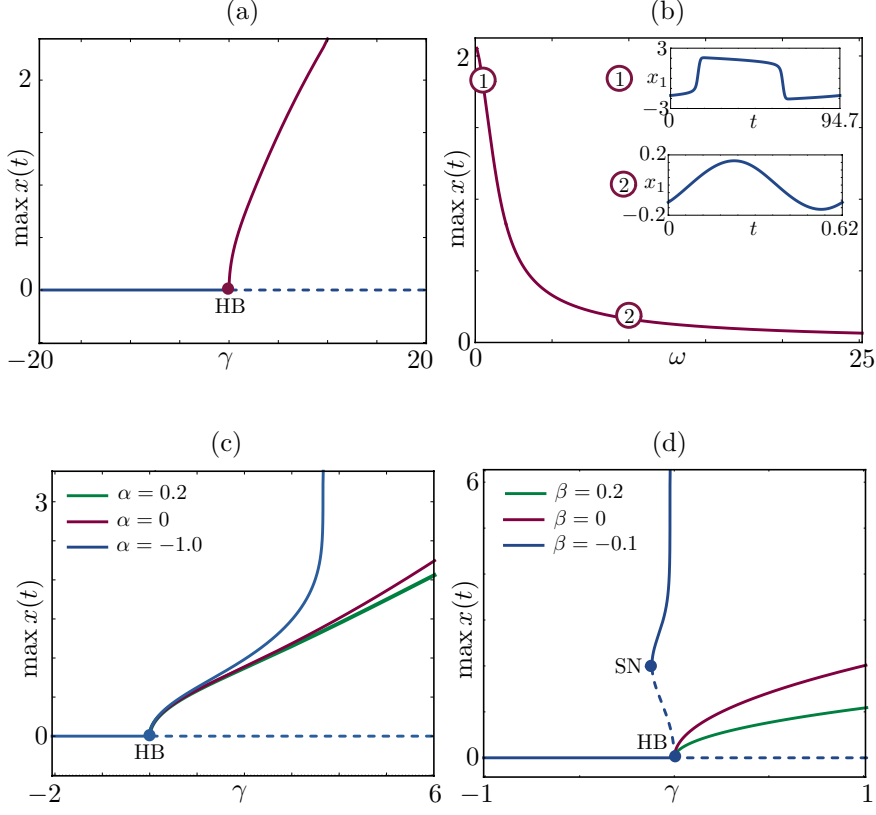 (a)
2
max x(t)
0
HB
−20
γ
20
(b)
2
max x(t)
0
0
ω
25
1
2
1
3
x₁
−3
0
t
94.7
2
0.2
x₁
−0.2
0
t
0.62
(c)
3
α = 0.2
α = 0
α = −1.0
max x(t)
0
HB
−2
γ
6
(d)
6
β = 0.2
β = 0
β = −0.1
max x(t)
SN
HB
0
−1
γ
1